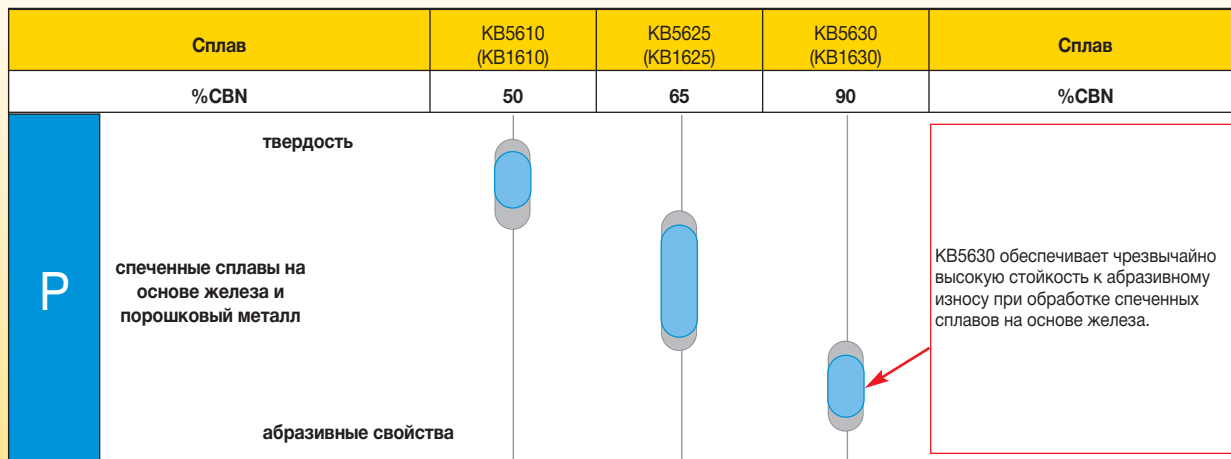 Сплав
KB5610
(KB1610)
KB5625
(KB1625)
KB5630
(KB1630)
Сплав
%CBN
50
65
90
%CBN
P
твердость
спеченные сплавы на
основе железа и
порошковый металл
абразивные свойства
KB5630 обеспечивает чрезвычайно
высокую стойкость к абразивному
износу при обработке спеченных
сплавов на основе железа.